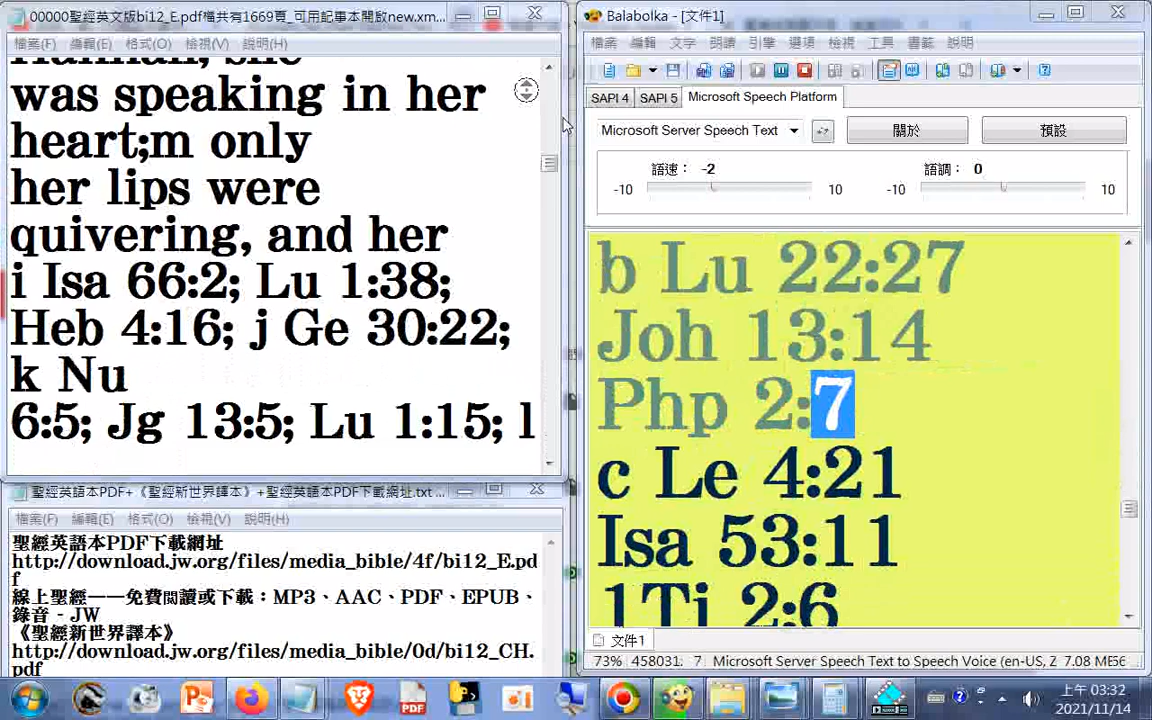 00000聖經英文版bi12_E.pdf檔共有1669頁_可用記事本開啟new.xm...
檔案(F) 編輯(E) 格式(O) 檢視(V) 說明(H)
Hannah, she
was speaking in her
heart;m only
her lips were
quivering, and her
i Isa 66:2; Lu 1:38;
Heb 4:16; j Ge 30:22;
k Nu
6:5; Jg 13:5; Lu 1:15; l
聖經英語本PDF+《聖經新世界譯本》+聖經英語本PDF下載網址.txt ...
檔案(F) 編輯(E) 格式(O) 檢視(V) 說明(H)
聖經英語本PDF下載網址
http://download.jw.org/files/media_bible/4f/bi12_E.pd
f
線上聖經——免費閱讀或下載：MP3、AAC、PDF、EPUB、
錄音 - JW
《聖經新世界譯本》
http://download.jw.org/files/media_bible/0d/bi12_CH.
pdf
Balabolka - [文件1]
檔案 編輯 文字 朗讀 引擎 選項 檢視 工具 書籤 說明
SAPI 4 SAPI 5 Microsoft Speech Platform
Microsoft Server Speech Text 關於 預設
語速： -2 語調： 0
-10 10 -10 10
b Lu 22:27
Joh 13:14
Php 2:7
c Le 4:21
Isa 53:11
1Ti 2:6
文件1
73% 458031: 7 Microsoft Server Speech Text to Speech Voice (en-US, Z 7.08 ME56
上午 03:32
2021/11/14